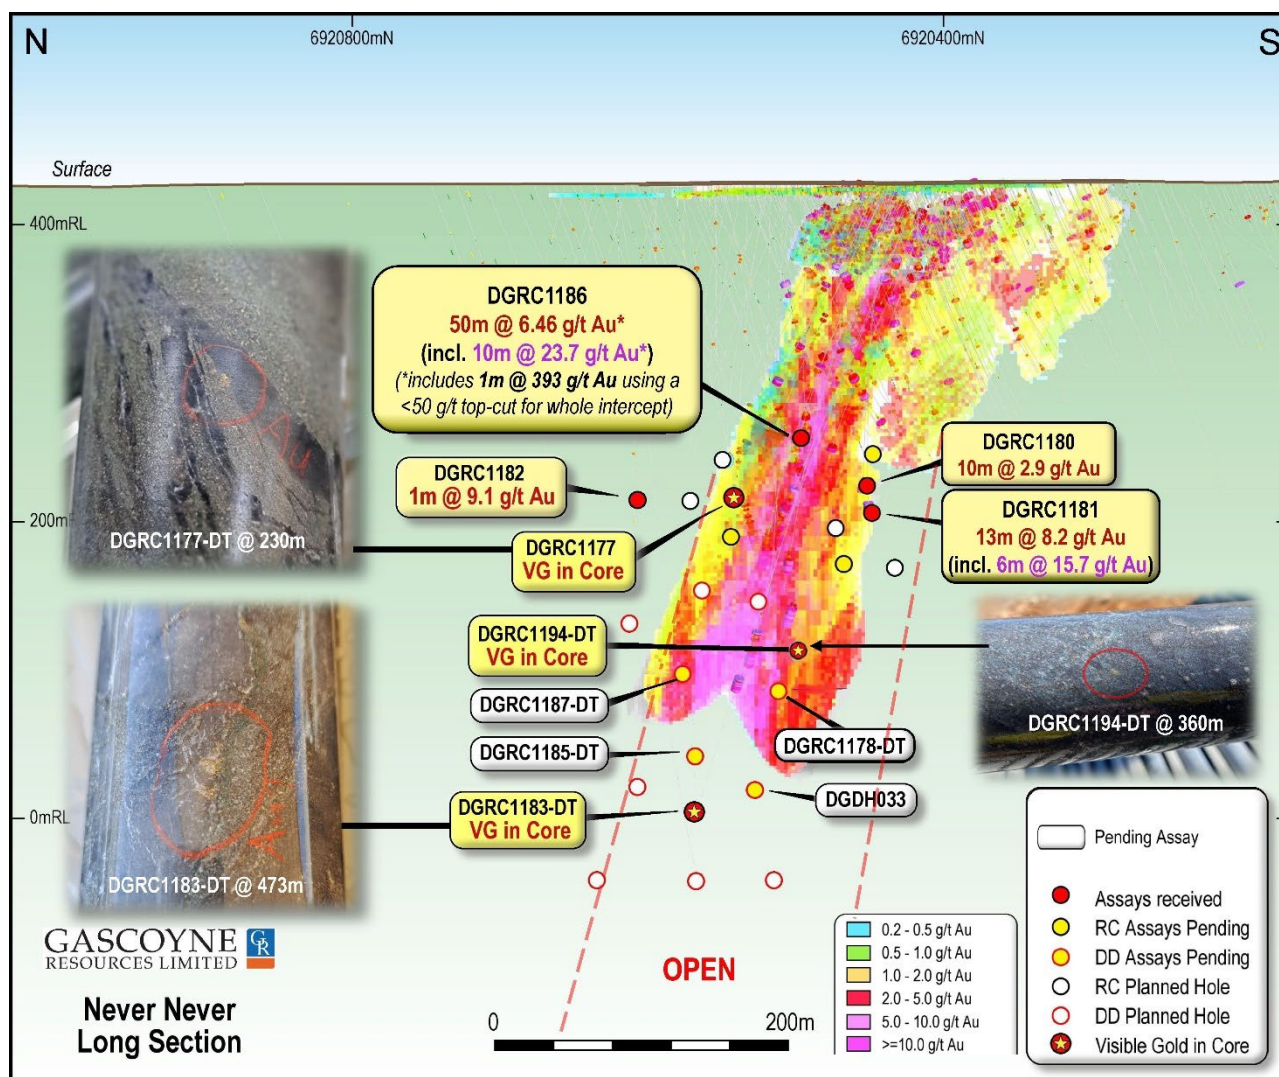 N
6920800mN
6920400mN
S
Surface
400mRL
200mRL
0mRL
DGRC1186
50m @ 6.46 g/t Au*
(incl. 10m @ 23.7 g/t Au*)
(*includes 1m @ 393 g/t Au using a
<50 g/t top-cut for whole intercept)
DGRC1182
1m @ 9.1 g/t Au
DGRC1180
10m @ 2.9 g/t Au
DGRC1181
13m @ 8.2 g/t Au
(incl. 6m @ 15.7 g/t Au)
Au
DGRC1177-DT @ 230m
DGRC1177
VG in Core
DGRC1194-DT
VG in Core
DGRC1187-DT
DGRC1185-DT
DGRC1178-DT
DGRC1194-DT @ 360m
DGRC1183-DT
VG in Core
DGDH033
DGRC1183-DT @ 473m
GASCOYNE
RESOURCES LIMITED
GR
Never Never
Long Section
OPEN
0
200m
0.2 - 0.5 g/t Au
0.5 - 1.0 g/t Au
1.0 - 2.0 g/t Au
2.0 - 5.0 g/t Au
5.0 - 10.0 g/t Au
>=10.0 g/t Au
Pending Assay
Assays received
RC Assays Pending
DD Assays Pending
RC Planned Hole
DD Planned Hole
Visible Gold in Core